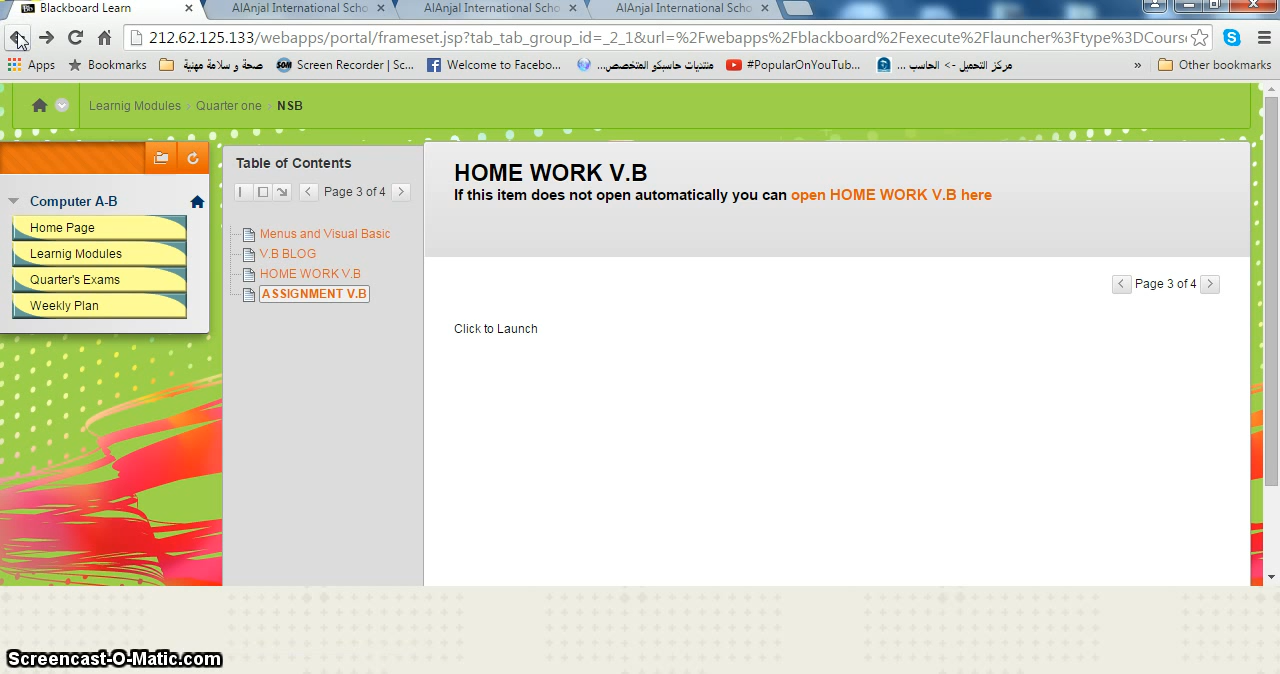 Blackboard Learn
AlAnjal International Scho
AlAnjal International Scho
AlAnjal International Scho
212.62.125.133/webapps/portal/frameset.jsp?tab_tab_group_id=_2_1&url=%2Fwebapps%2Fblackboard%2Fexecute%2Flauncher%3Ftype%3DCours
Apps
Bookmarks
صحة و سلامة مهنية
Screen Recorder | Sc...
Welcome to Facebo...
منتديات حاسبكو المتخصص...
#PopularOnYouTub...
مركز التحميل -> الحاسب ...
»
Other bookmarks
Learnig Modules > Quarter one > NSB
Computer A-B
Home Page
Learnig Modules
Quarter's Exams
Weekly Plan
Table of Contents
Page 3 of 4
Menus and Visual Basic
V.B BLOG
HOME WORK V.B
ASSIGNMENT V.B
HOME WORK V.B
If this item does not open automatically you can open HOME WORK V.B here
Page 3 of 4
Click to Launch
Screencast-O-Matic.com